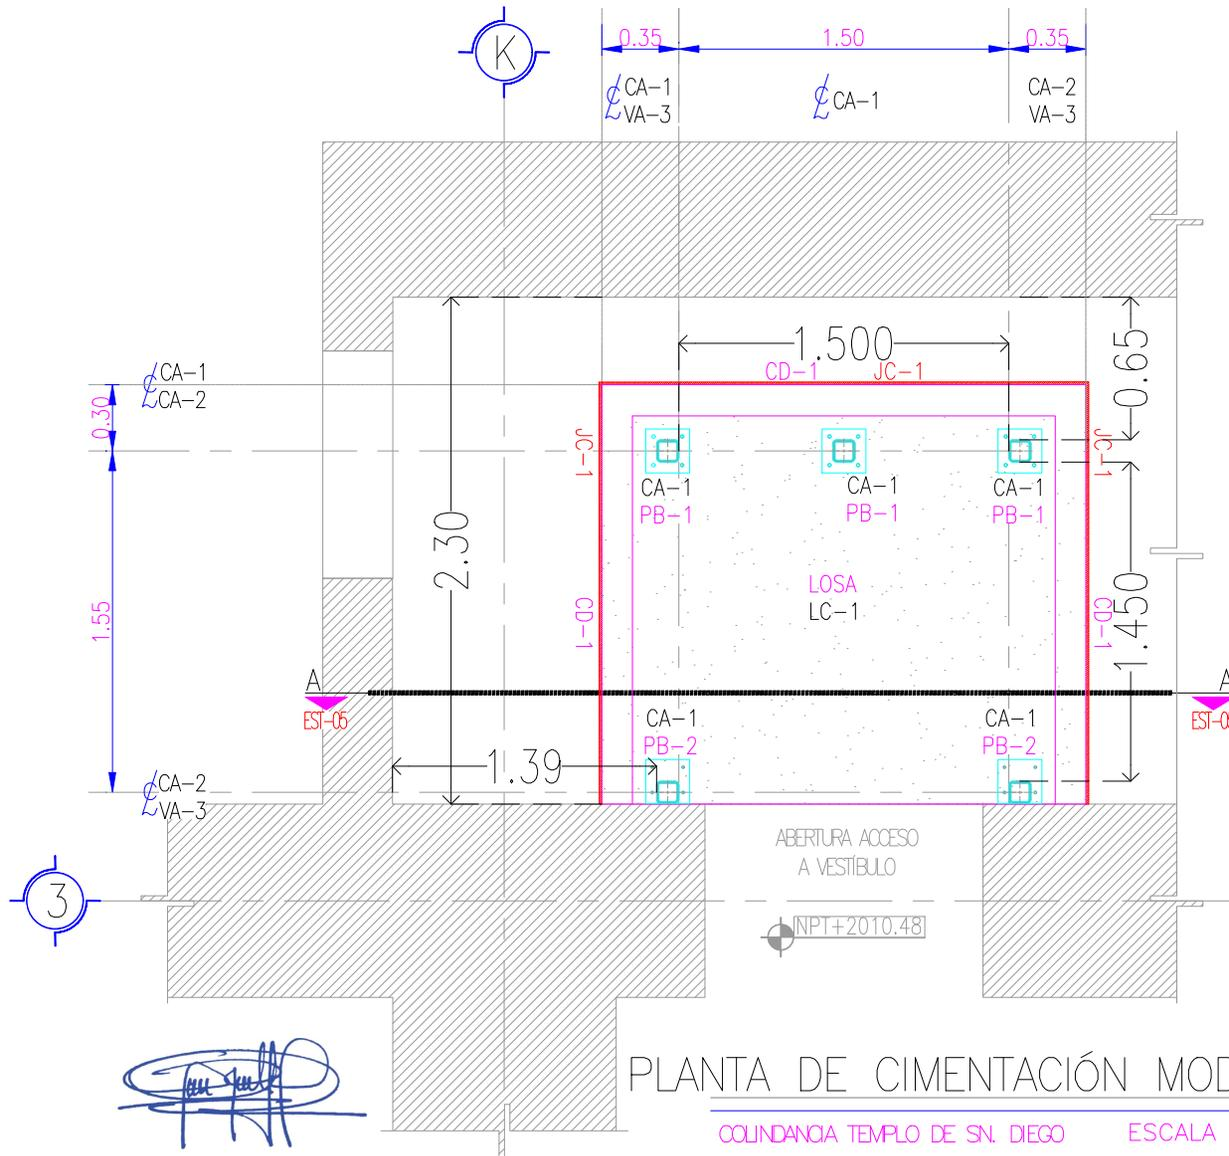 K
0.35
1.50
0.35
CA-1
VA-3
CA-1
CA-2
VA-3
1.500
CD-1
JC-1
0.65
CA-1
CA-2
0.30
JC-1
JC-1
CA-1
PB-1
CA-1
PB-1
CA-1
PB-1
2.30
LOSA
LC-1
1.55
CD-1
CD-1
1.450
A
EST-05
A
CA-1
PB-2
CA-1
PB-2
1.39
CA-2
VA-3
ABERTURA ACCESO
A VESTÍBULO
3
NPT+2010.48
PLANTA DE CIMENTACIÓN
COLINDANCIA TEMPLO DE SN. DIEGO
ESCALA